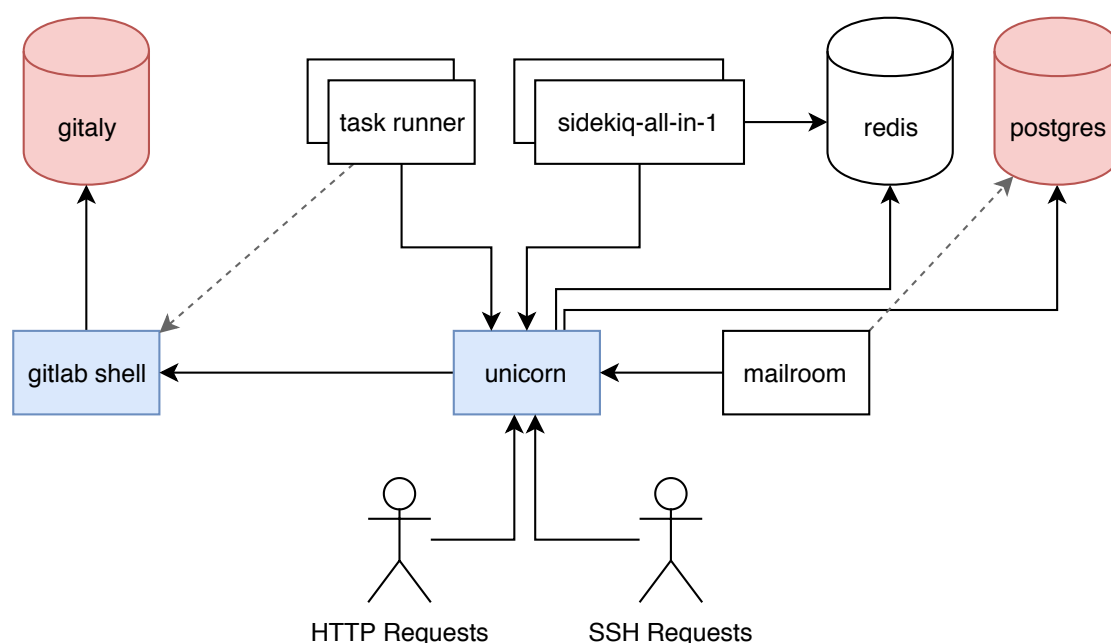 gitaly
task runner
sidekiq-all-in-1
redis
postgres
gitlab shell
unicorn
mailroom
HTTP Requests
SSH Requests